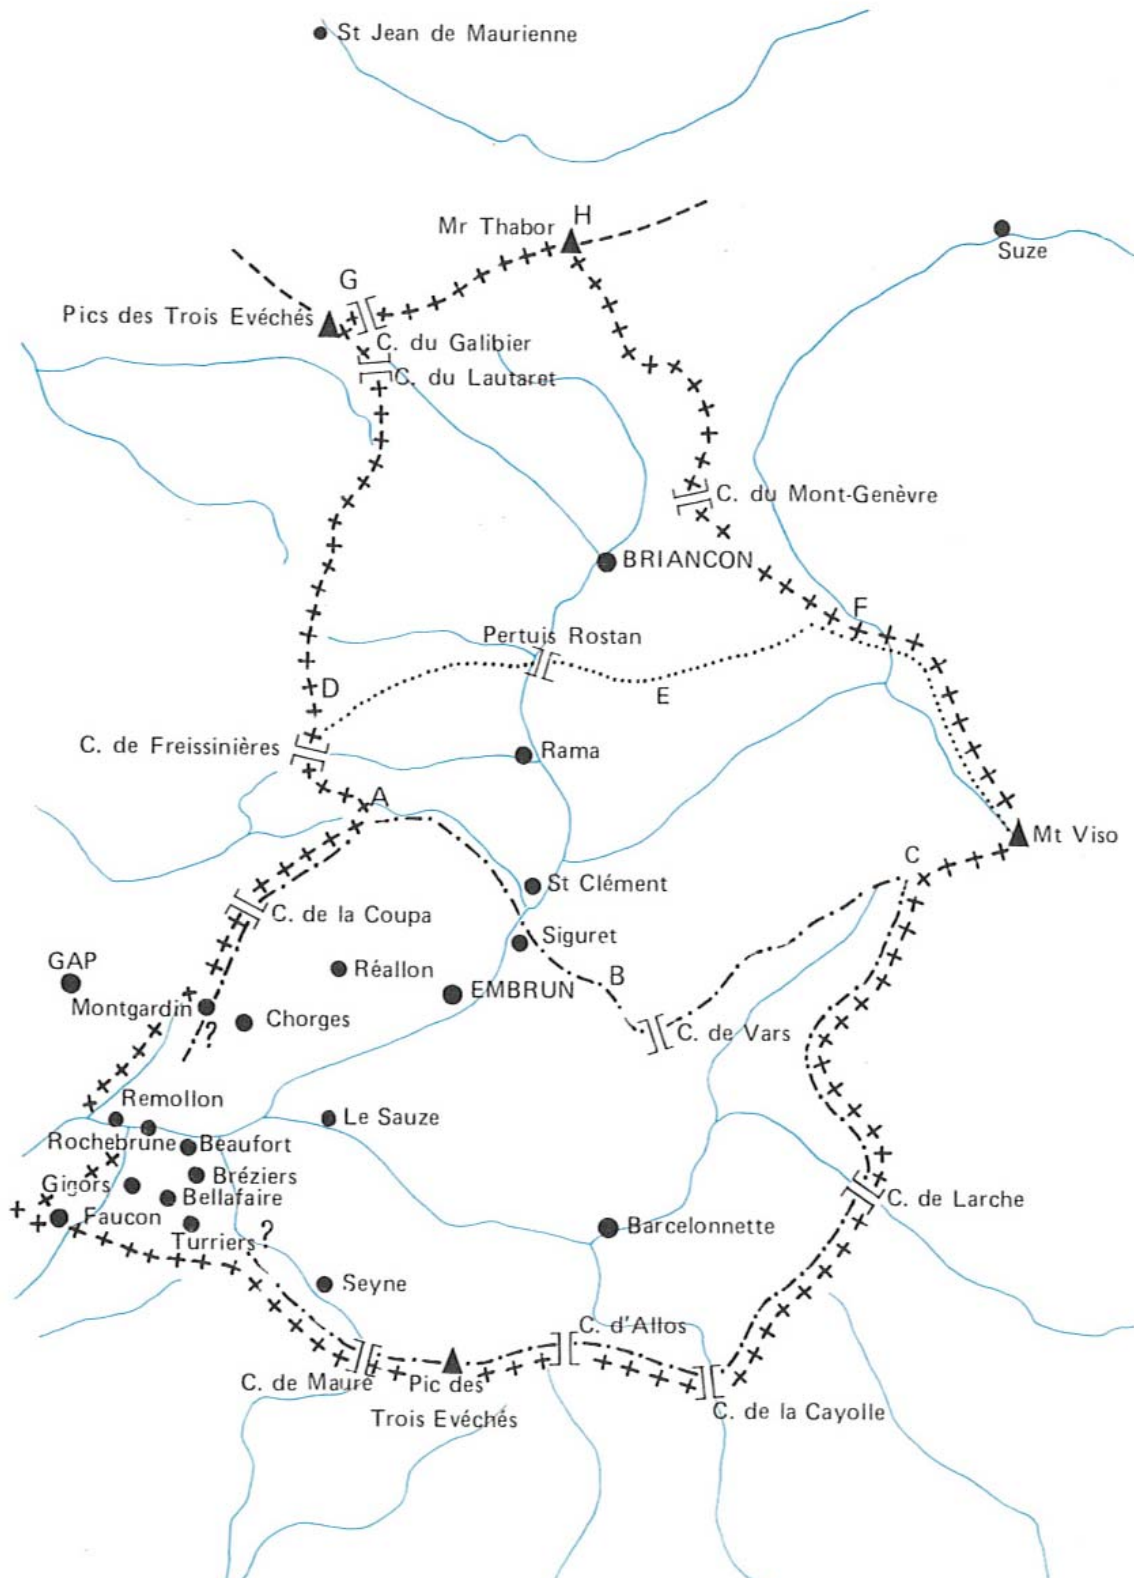 St Jean de Maurienne
H
Mr Thabor
Suze
G
Pics des Trois Evéchés
C. du Galibier
C. du Lautaret
C. du Mont-Genèvre
BRIANCON
F
Pertuis Rostan
D
E
C. de Freissinières
Rama
A
Mt Viso
C
St Clément
C. de la Coupa
Siguret
GAP
Réallon
B
EMBRUN
Montgardin
Chorges
?
C. de Vars
Remollon
Le Sauze
Rochebrune
Beaufort
Bréziers
Gigors
Bellafaire
C. de Larche
Faucon
Barcelonnette
Turriers
?
Seyne
C. d'Allos
C. de Maure
Pic des
Trois Evéchés
C. de la Cayolle